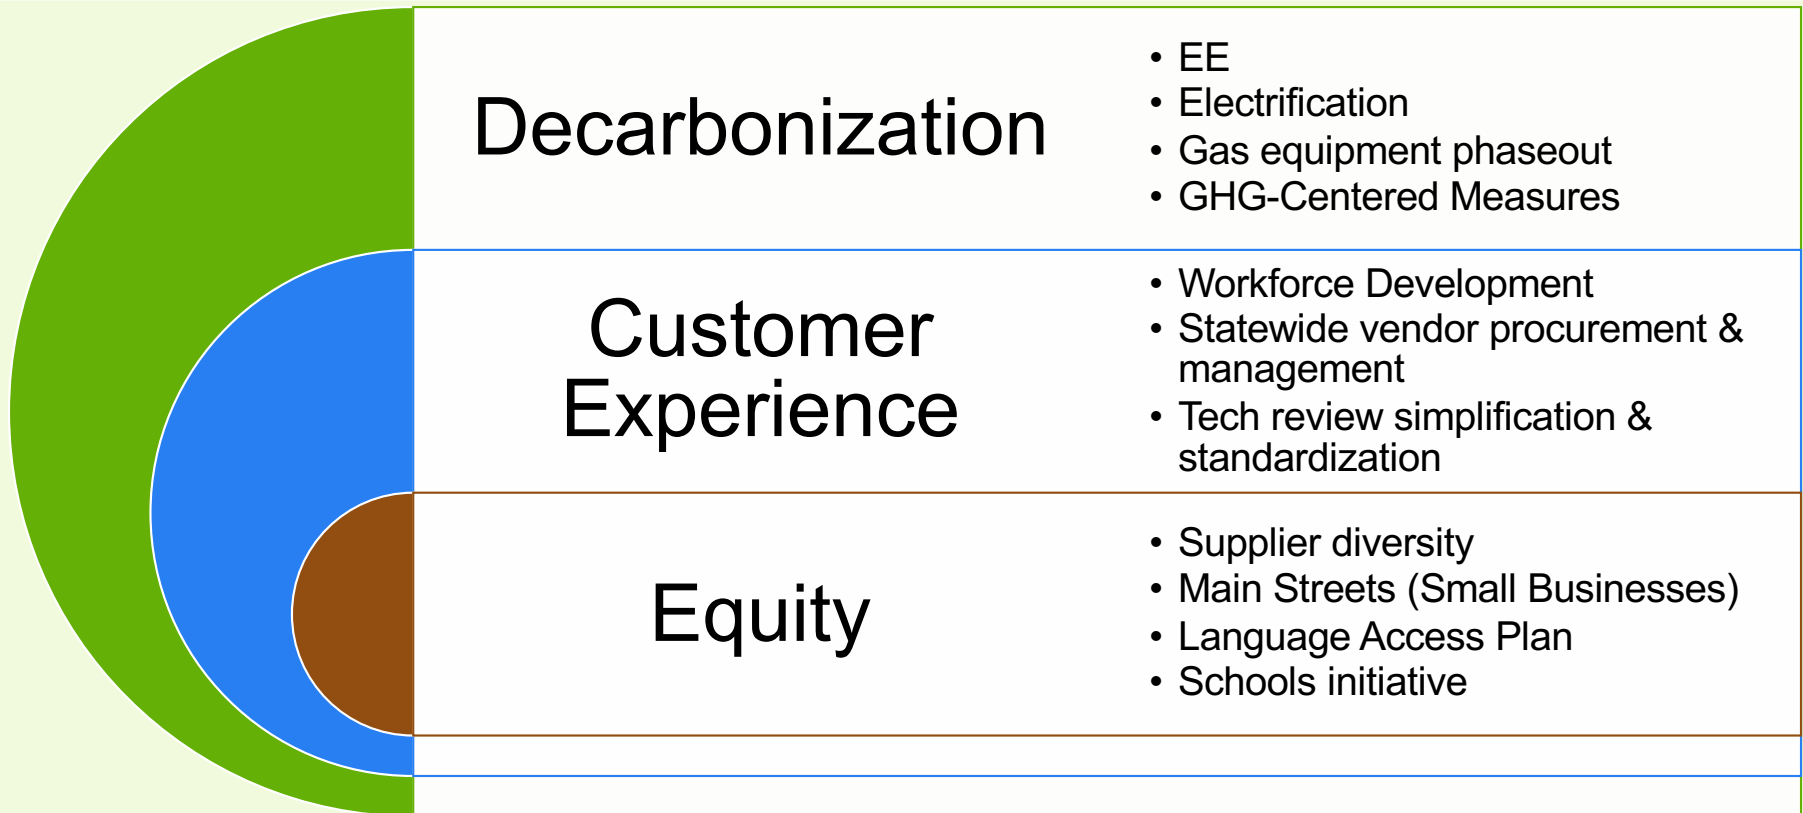 Decarbonization
• EE
• Electrification
• Gas equipment phaseout
• GHG-Centered Measures
Customer
Experience
• Workforce Development
• Statewide vendor procurement &
management
• Tech review simplification &
standardization
Equity
• Supplier diversity
• Main Streets (Small Businesses)
• Language Access Plan
• Schools initiative